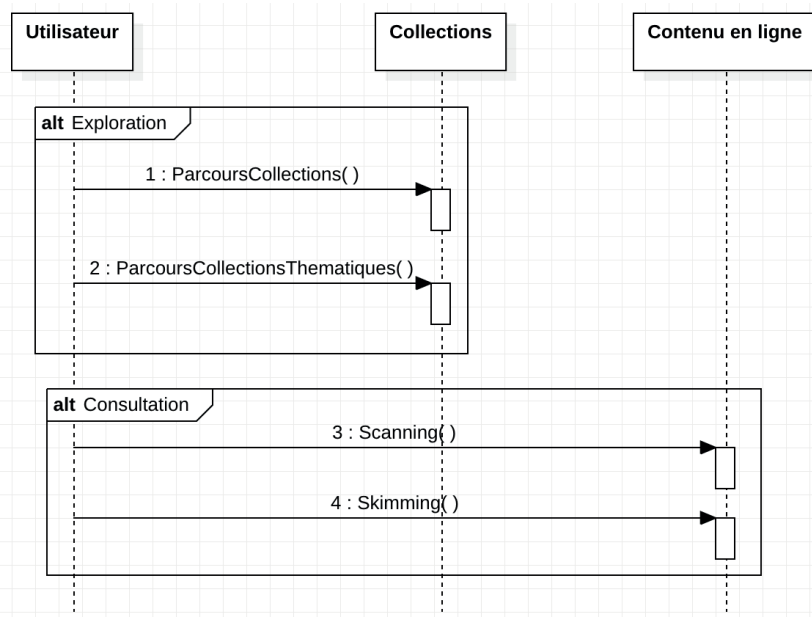 Utilisateur
Collections
Contenu en ligne
alt Exploration
1 : ParcoursCollections( )
2 : ParcoursCollectionsThematiques( )
alt Consultation
3 : Scanning( )
4 : Skimming( )